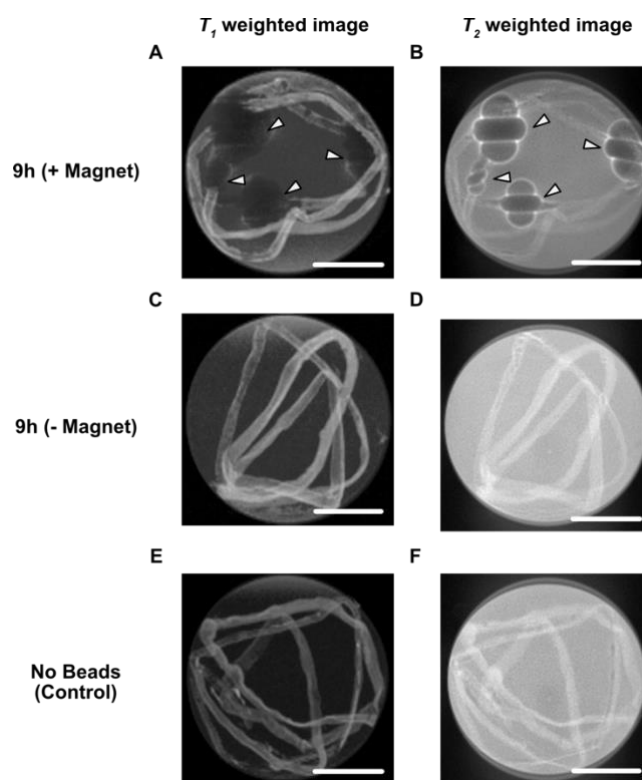 T1 weighted image
T2 weighted image
A
B
9h (+ Magnet)
C
D
9h (- Magnet)
E
F
No Beads
(Control)